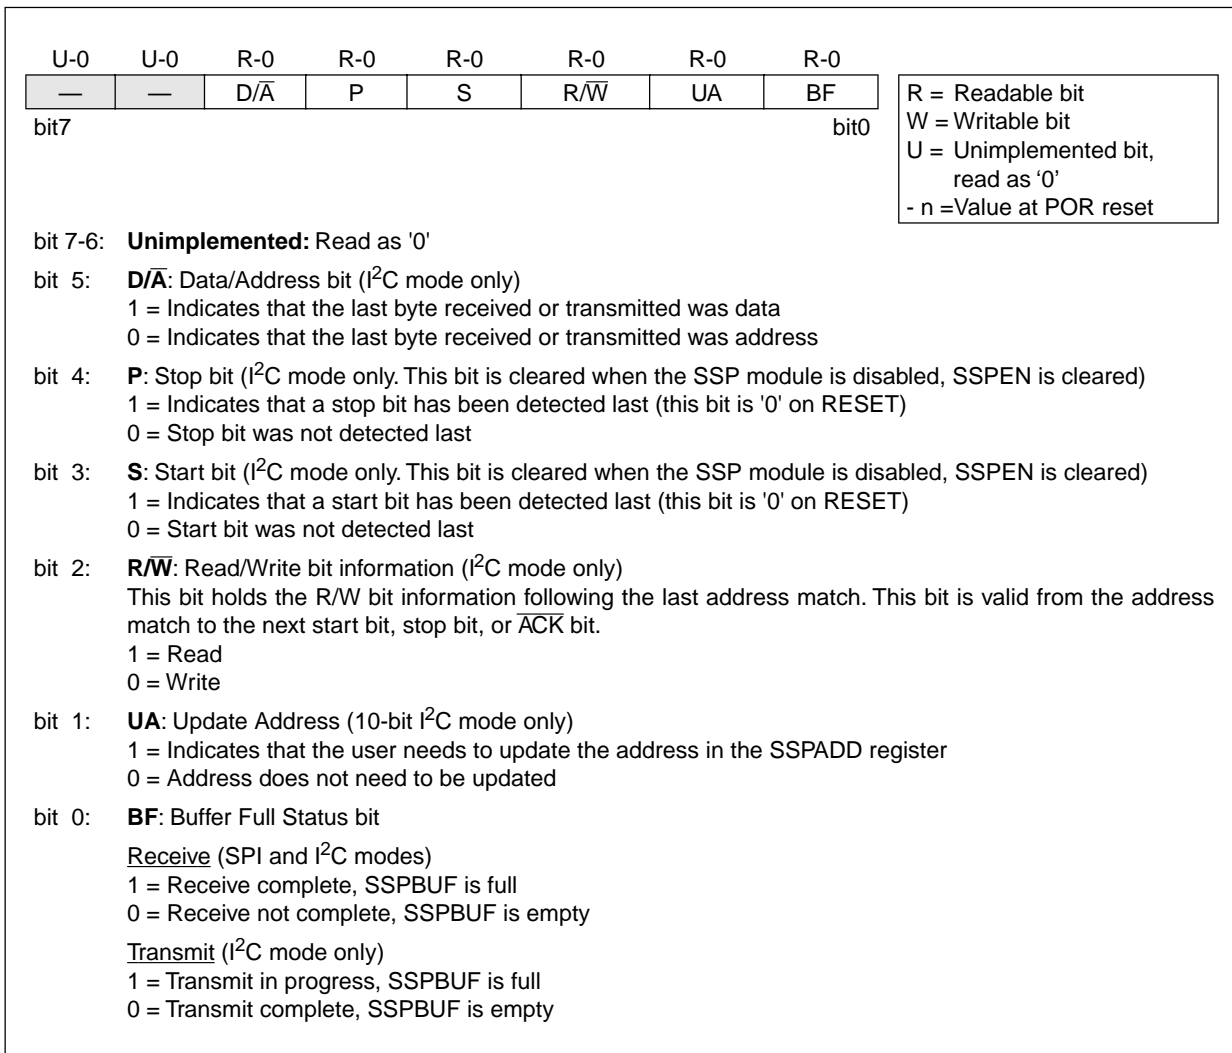 U-0 U-0 R-0 R-0 R-0 R-0 R-0 R-0
— — D/A̅ P S R/W̅ UA BF
bit7 bit0
R = Readable bit
W = Writable bit
U = Unimplemented bit,
read as ‘0’
- n =Value at POR reset
bit 7-6: Unimplemented: Read as '0'
bit 5: D/A̅: Data/Address bit (I²C mode only)
1 = Indicates that the last byte received or transmitted was data
0 = Indicates that the last byte received or transmitted was address
bit 4: P: Stop bit (I²C mode only. This bit is cleared when the SSP module is disabled, SSPEN is cleared)
1 = Indicates that a stop bit has been detected last (this bit is '0' on RESET)
0 = Stop bit was not detected last
bit 3: S: Start bit (I²C mode only. This bit is cleared when the SSP module is disabled, SSPEN is cleared)
1 = Indicates that a start bit has been detected last (this bit is '0' on RESET)
0 = Start bit was not detected last
bit 2: R/W̅: Read/Write bit information (I²C mode only)
This bit holds the R/W bit information following the last address match. This bit is valid from the address
match to the next start bit, stop bit, or A̅C̅K̅ bit.
1 = Read
0 = Write
bit 1: UA: Update Address (10-bit I²C mode only)
1 = Indicates that the user needs to update the address in the SSPADD register
0 = Address does not need to be updated
bit 0: BF: Buffer Full Status bit
Receive (SPI and I²C modes)
1 = Receive complete, SSPBUF is full
0 = Receive not complete, SSPBUF is empty
Transmit (I²C mode only)
1 = Transmit in progress, SSPBUF is full
0 = Transmit complete, SSPBUF is empty